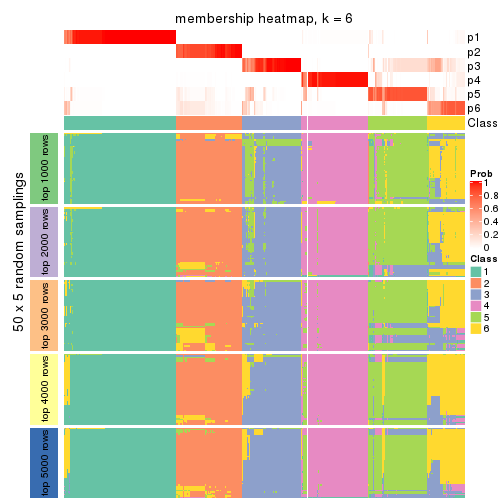 membership heatmap, k = 6
p1
p2
p3
p4
p5
p6
Class
50 x 5 random samplings
top 1000 rows
top 2000 rows
top 3000 rows
top 4000 rows
top 5000 rows
Prob
1
0.8
0.6
0.4
0.2
0
Class
1
2
3
4
5
6